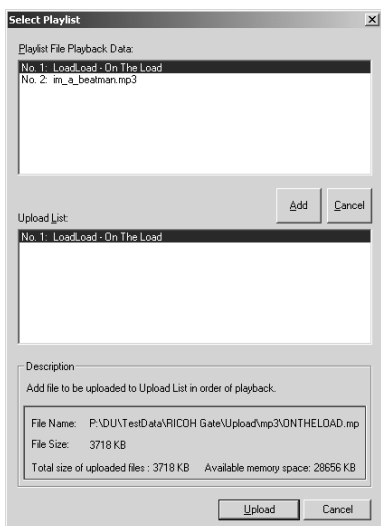 Select Playlist
Playlist File Playback Data:
No. 1: LoadLoad - On The Load
No. 2: im_a_beatman.mp3
Add Cancel
Upload List:
No. 1: LoadLoad - On The Load
Description
Add file to be uploaded to Upload List in order of playback.
File Name: P:\DU\TestData\RICOH Gate\Upload\mp3\ONTHELOAD.mp
File Size: 3718 KB
Total size of uploaded files : 3718 KB Available memory space: 28656 KB
Upload Cancel